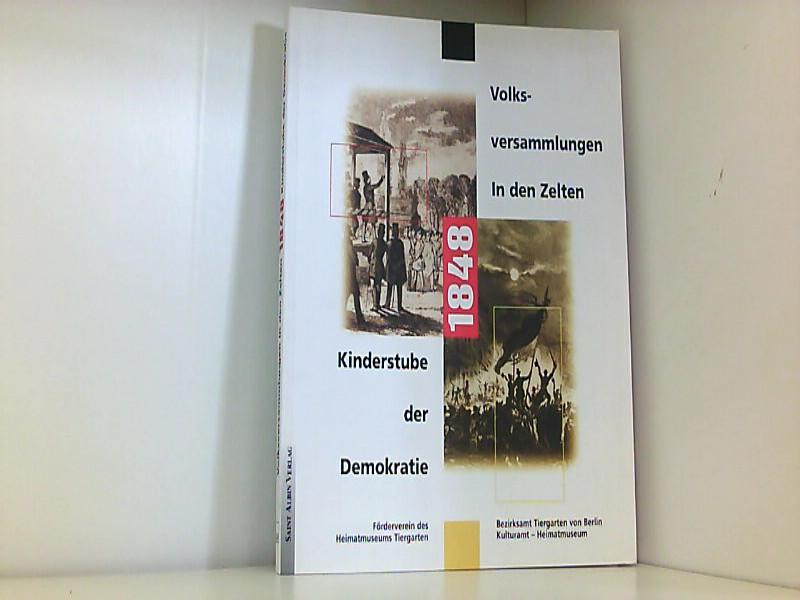 Volks-
versammlungen
In den Zelten
1848
Kinderstube
der
Demokratie
Förderverein des
Heimatmuseums Tiergarten
Bezirksamt Tiergarten von Berlin
Kulturamt – Heimatmuseum
SAINT ALBIN VERLAG